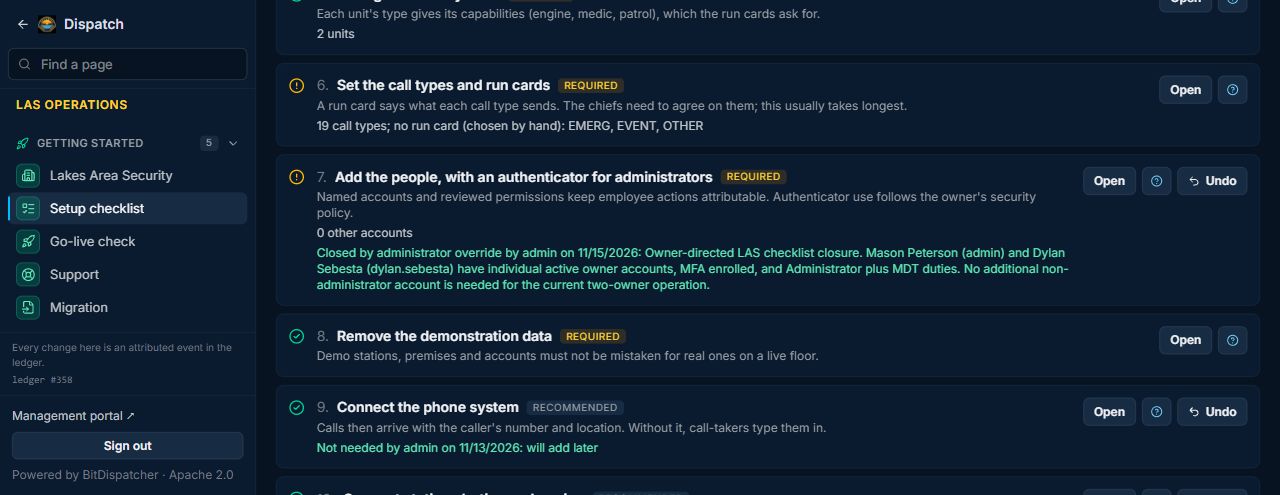 Dispatch
Find a page
LAS OPERATIONS
GETTING STARTED 5
Lakes Area Security
Setup checklist
Go-live check
Support
Migration
Every change here is an attributed event in the
ledger.
ledger #358
Management portal ↗
Sign out
Powered by BitDispatcher · Apache 2.0
Open
Each unit's type gives its capabilities (engine, medic, patrol), which the run cards ask for.
2 units
6. Set the call types and run cards REQUIRED
A run card says what each call type sends. The chiefs need to agree on them; this usually takes longest.
19 call types; no run card (chosen by hand): EMERG, EVENT, OTHER
Open
7. Add the people, with an authenticator for administrators REQUIRED
Named accounts and reviewed permissions keep employee actions attributable. Authenticator use follows the owner's security
policy.
0 other accounts
Closed by administrator override by admin on 11/15/2026: Owner-directed LAS checklist closure. Mason Peterson (admin) and Dylan
Sebesta (dylan.sebesta) have individual active owner accounts, MFA enrolled, and Administrator plus MDT duties. No additional non-
administrator account is needed for the current two-owner operation.
Open
Undo
8. Remove the demonstration data REQUIRED
Demo stations, premises and accounts must not be mistaken for real ones on a live floor.
Open
9. Connect the phone system RECOMMENDED
Calls then arrive with the caller's number and location. Without it, call-takers type them in.
Not needed by admin on 11/13/2026: will add later
Open
Undo